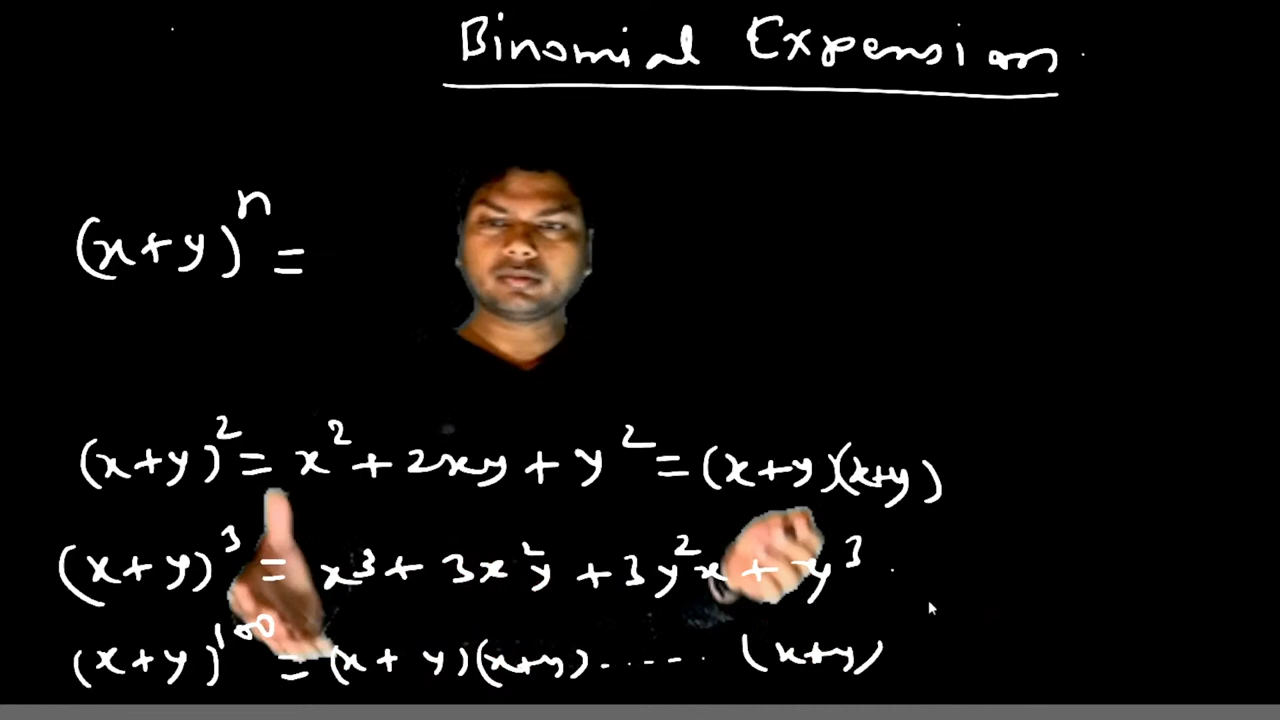 Binomial Expension
(x+y)^n =
(x+y)^2 = x^2 + 2xy + y^2 = (x+y)(x+y)
(x+y)^3 = x^3 + 3x^2y + 3y^2x + y^3
(x+y)^100 = (x+y)(x+y)...... (x+y)